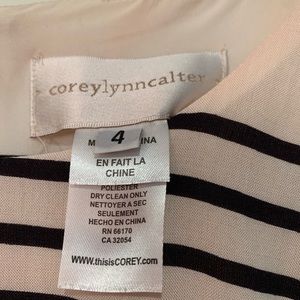 coreylynncalter
4
EN FAIT LA
CHINE
POLIESTER
DRY CLEAN ONLY
NETTOYER A SEC
SEULEMENT
HECHO EN CHINA
RN 66170
CA 32054
www.thisisCOREY.com